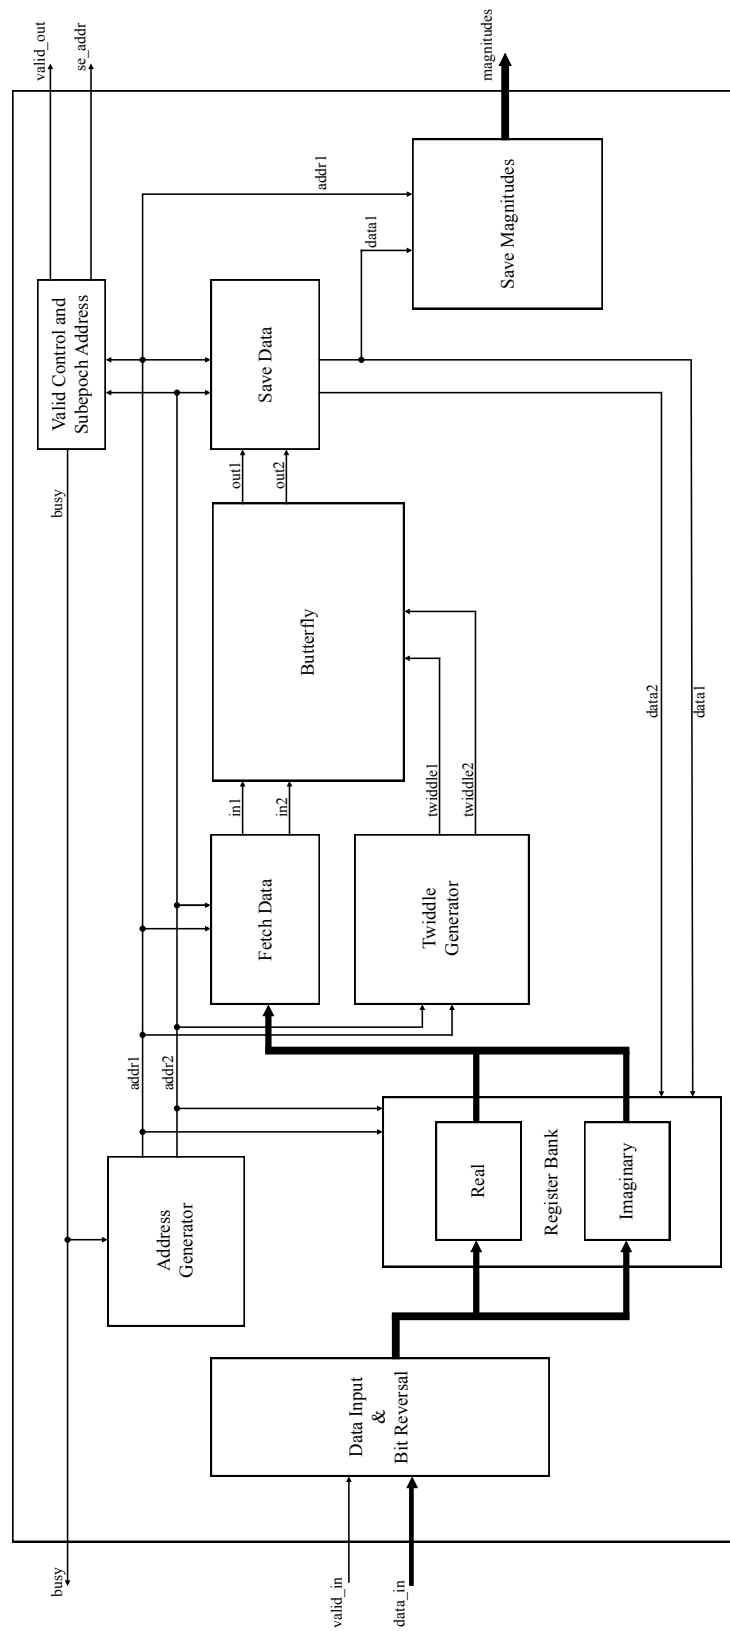 busy
busy
valid_out
se_addr
Valid Control and
Subepoch Address
Address
Generator
addr1
addr2
addr1
valid_in
data_in
Data Input
&
Bit Reversal
Real
Register Bank
Imaginary
Fetch Data
in1
in2
Twiddle
Generator
twiddle1
twiddle2
Butterfly
out1
out2
Save Data
data1
data2
data1
Save Magnitudes
magnitudes